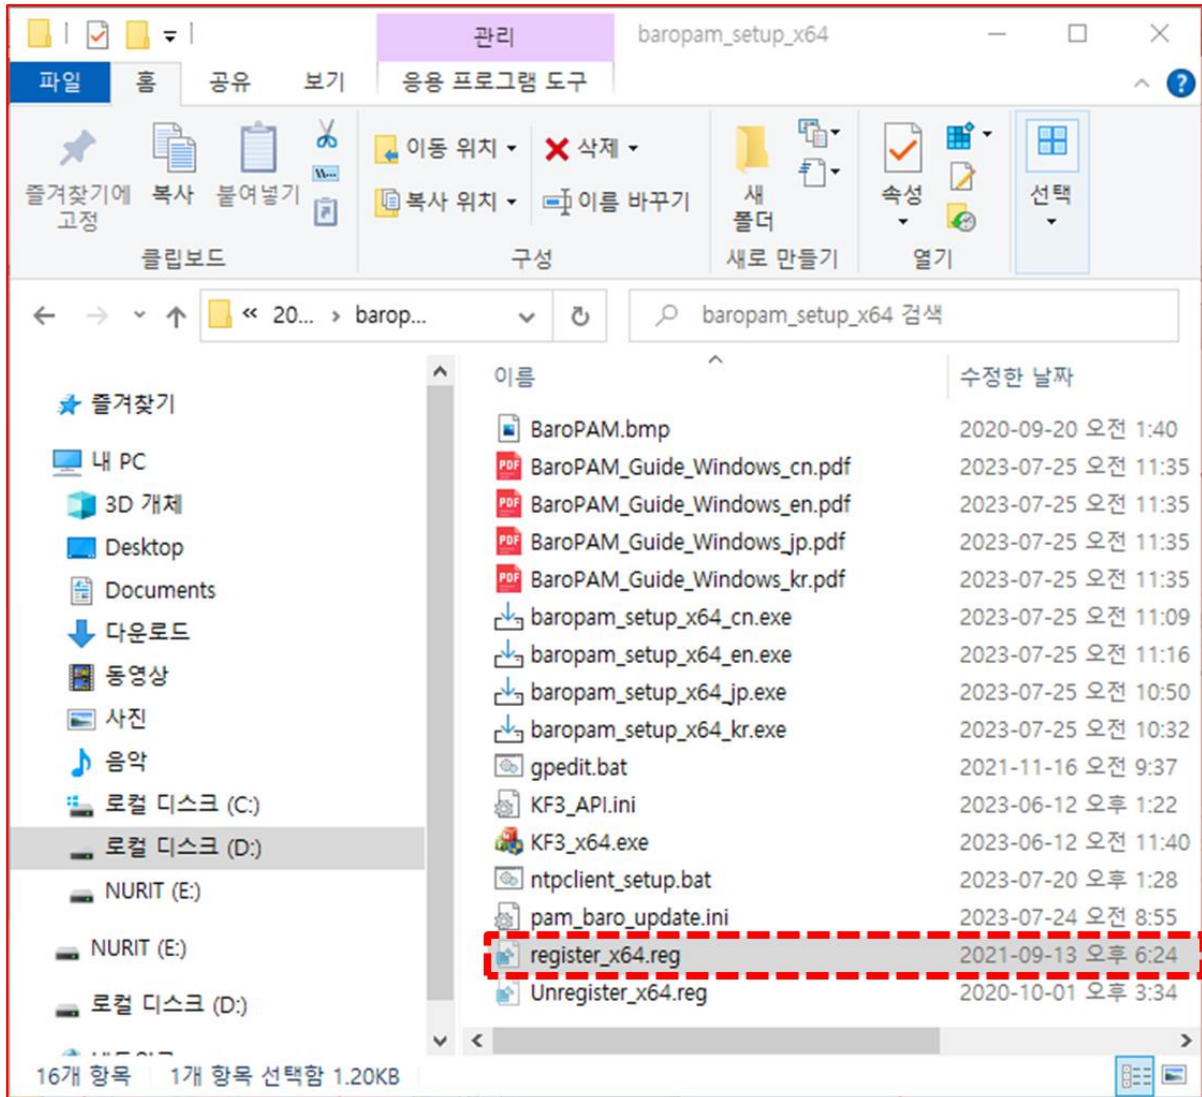 관리
baropam_setup_x64
파일
홈
공유
보기
응용 프로그램 도구
즐겨찾기에
고정
복사
붙여넣기
이동 위치
복사 위치
삭제
이름 바꾸기
새
폴더
속성
선택
클립보드
구성
새로 만들기
열기
« 20... › barop...
baropam_setup_x64 검색
즐겨찾기
내 PC
3D 개체
Desktop
Documents
다운로드
동영상
사진
음악
로컬 디스크 (C:)
로컬 디스크 (D:)
NURIT (E:)
NURIT (E:)
로컬 디스크 (D:)
이름 수정한 날짜
BaroPAM.bmp 2020-09-20 오전 1:40
BaroPAM_Guide_Windows_cn.pdf 2023-07-25 오전 11:35
BaroPAM_Guide_Windows_en.pdf 2023-07-25 오전 11:35
BaroPAM_Guide_Windows_jp.pdf 2023-07-25 오전 11:35
BaroPAM_Guide_Windows_kr.pdf 2023-07-25 오전 11:35
baropam_setup_x64_cn.exe 2023-07-25 오전 11:09
baropam_setup_x64_en.exe 2023-07-25 오전 11:16
baropam_setup_x64_jp.exe 2023-07-25 오전 10:50
baropam_setup_x64_kr.exe 2023-07-25 오전 10:32
gpedit.bat 2021-11-16 오전 9:37
KF3_API.ini 2023-06-12 오후 1:22
KF3_x64.exe 2023-06-12 오전 11:40
ntpclient_setup.bat 2023-07-20 오후 1:28
pam_baro_update.ini 2023-07-24 오전 8:55
register_x64.reg 2021-09-13 오후 6:24
Unregister_x64.reg 2020-10-01 오후 3:34
16개 항목 1개 항목 선택함 1.20KB